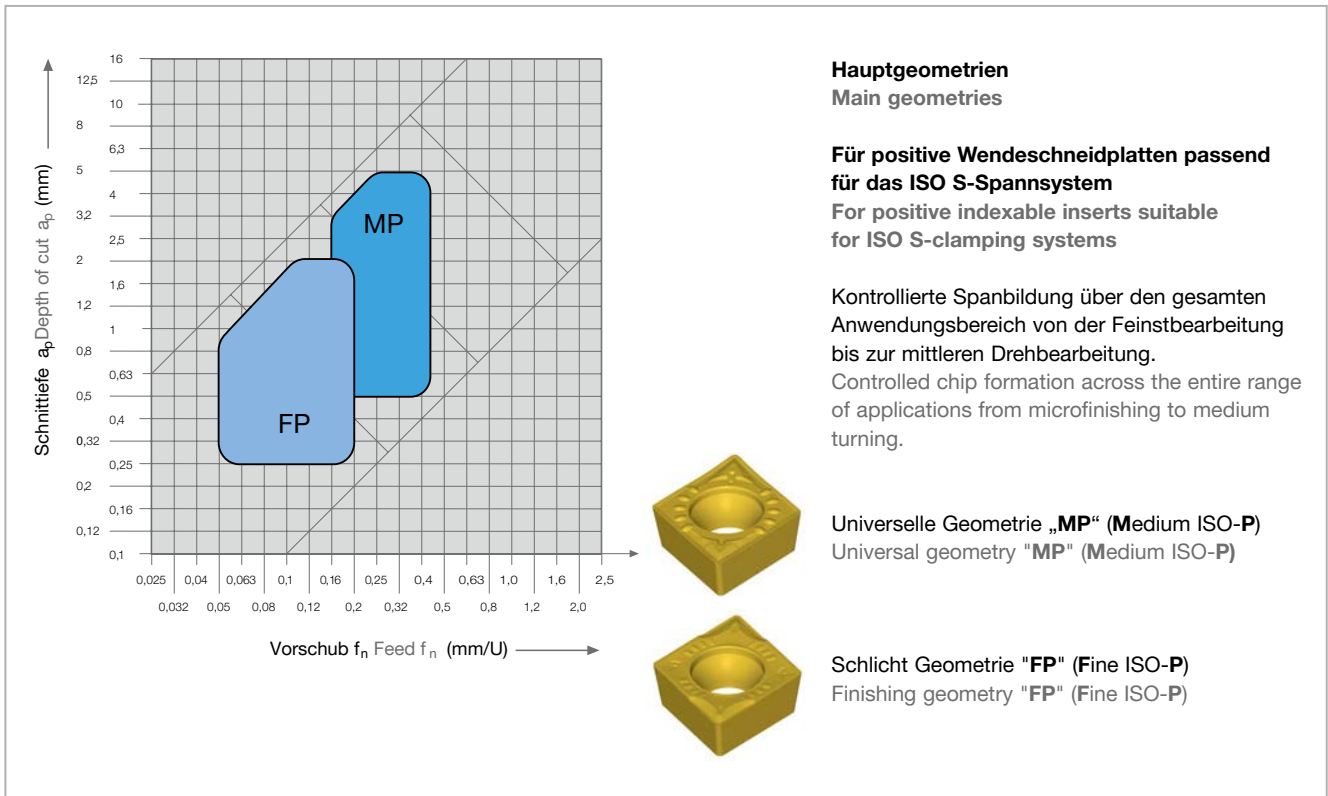 16
12,5
10
8
6,3
5
4
3,2
2,5
2
1,6
1,2
1
0,8
0,63
0,5
0,4
0,32
0,25
0,2
0,16
0,12
0,1
Schnitttiefe ap Depth of cut ap (mm)
MP
FP
0,025 0,04 0,063 0,1 0,16 0,25 0,4 0,63 1,0 1,6 2,5
0,032 0,05 0,08 0,12 0,2 0,32 0,5 0,8 1,2 2,0
Vorschub fn Feed fn (mm/U)
Hauptgeometrien
Main geometries
Für positive Wendeschneidplatten passend
für das ISO S-Spannsystem
For positive indexable inserts suitable
for ISO S-clamping systems
Kontrollierte Spanbildung über den gesamten
Anwendungsbereich von der Feinstbearbeitung
bis zur mittleren Drehbearbeitung.
Controlled chip formation across the entire range
of applications from microfinishing to medium
turning.
Universelle Geometrie „MP“ (Medium ISO-P)
Universal geometry "MP" (Medium ISO-P)
Schlicht Geometrie "FP" (Fine ISO-P)
Finishing geometry "FP" (Fine ISO-P)